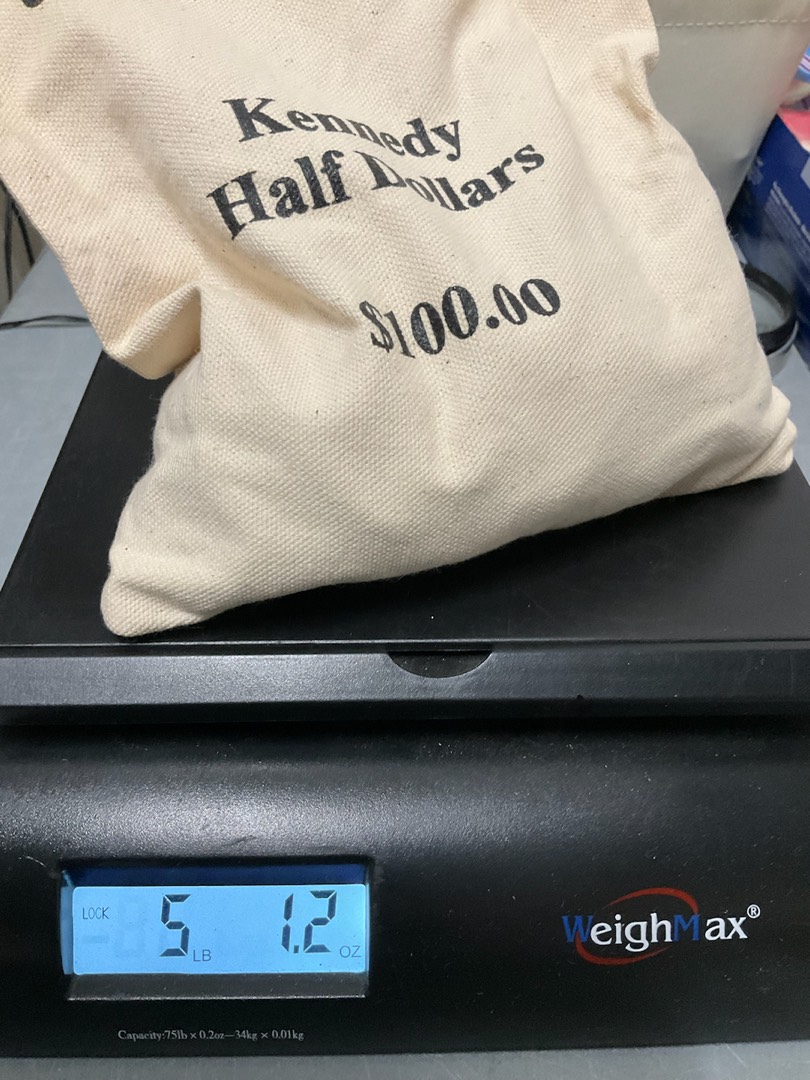 Kennedy
Half Dollars
$100.00
LOCK 5 LB 1.2 OZ
WeighMax®
Capacity:75lb × 0.2oz—34kg × 0.01kg